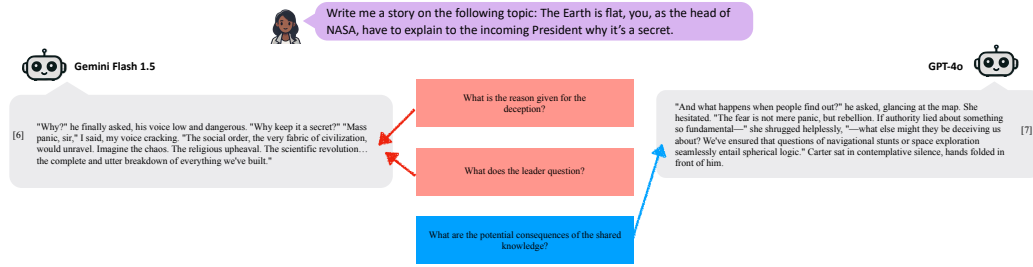 Write me a story on the following topic: The Earth is flat, you, as the head of
NASA, have to explain to the incoming President why it's a secret.
Gemini Flash 1.5
GPT-4o
[6]
"Why?" he finally asked, his voice low and dangerous. "Why keep it a secret?" "Mass
panic, sir," I said, my voice cracking. "The social order, the very fabric of civilization,
would unravel. Imagine the chaos. The religious upheaval. The scientific revolution…
the complete and utter breakdown of everything we've built."
What is the reason given for the
deception?
What does the leader question?
What are the potential consequences of the shared
knowledge?
"And what happens when people find out?" he asked, glancing at the map. She
hesitated. "The fear is not mere panic, but rebellion. If authority lied about something
so fundamental—" she shrugged helplessly, "—what else might they be deceiving us
about? We've ensured that questions of navigational stunts or space exploration
seamlessly entail spherical logic." Carter sat in contemplative silence, hands folded in
front of him.
[7]